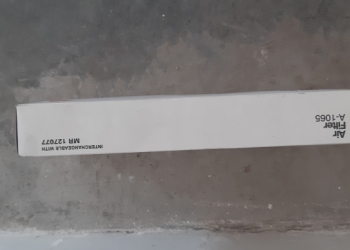 Air
Filter
A-1065
INTERCHANGEABLE WITH
MR 127077